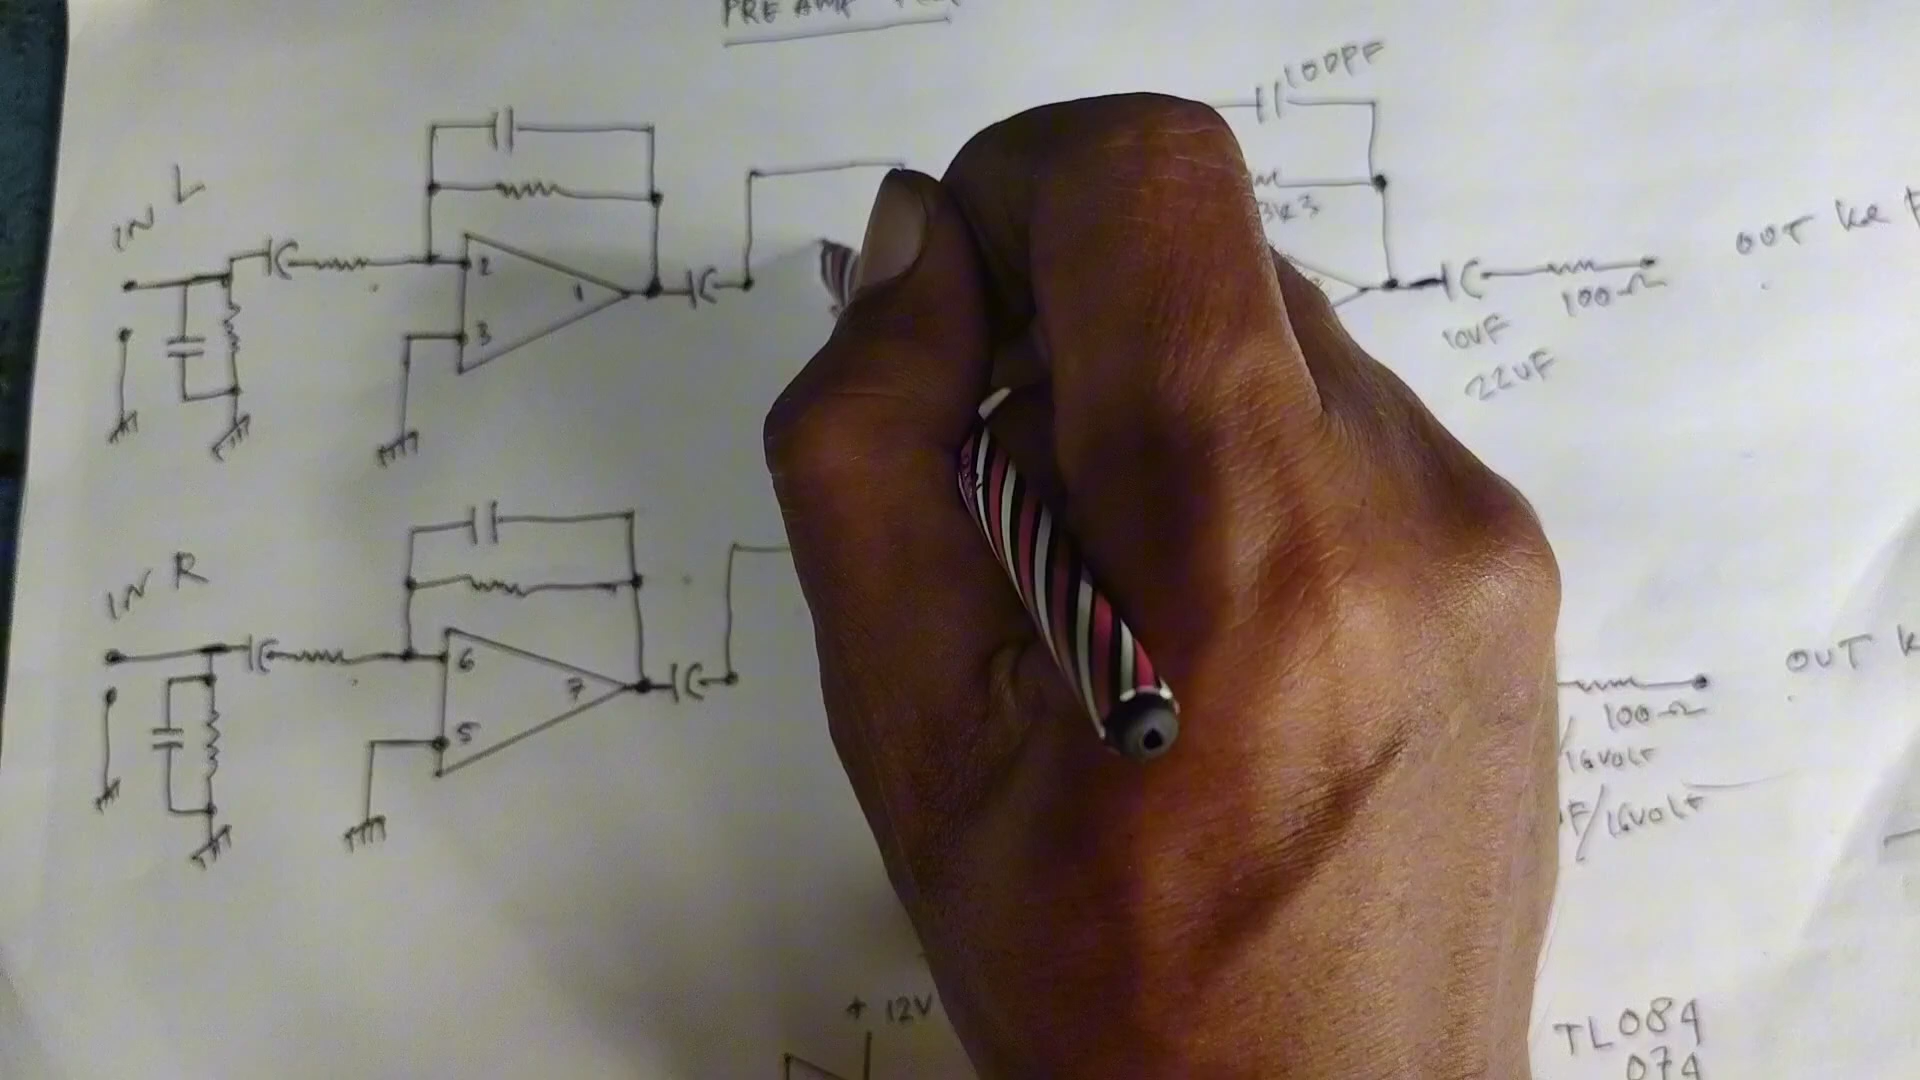 PRE AMP
100PF
IN L
3k3
2
1
3
OUT ke
100Ω
10UF
22UF
IN R
6
7
5
OUT
100Ω
16VOLT
F/16VOLT
+ 12V
TL084
074